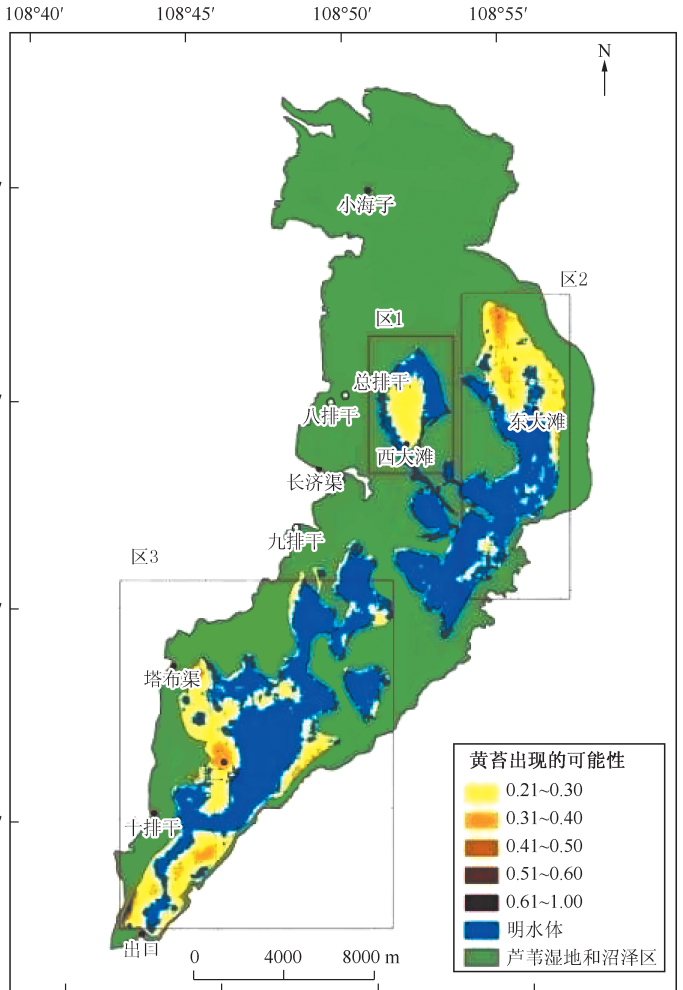 108°40′ 108°45′ 108°50′ 108°55′
N
小海子
区2
区1
总排干
八排干
东大滩
西大滩
长济渠
九排干
区3
塔布渠
十排干
出口
黄苔出现的可能性
0.21~0.30
0.31~0.40
0.41~0.50
0.51~0.60
0.61~1.00
明水体
芦苇湿地和沼泽区
0 4000 8000 m